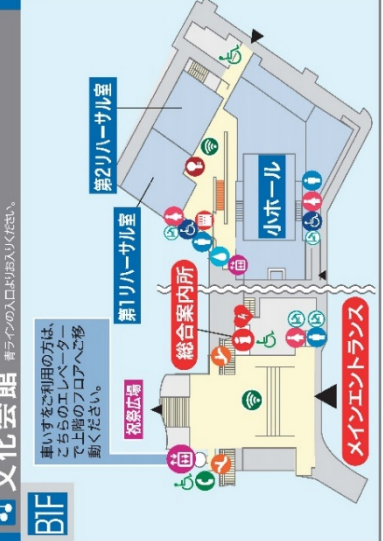 文化会館 青ラインの入口よりお入りください。
B1F
車いすをご利用の方は、
こちらのエレベーター
で上階のフロアへご移
動ください。
祝祭広場
第1リハーサル室
第2リハーサル室
小ホール
総合案内所
メインエントランス